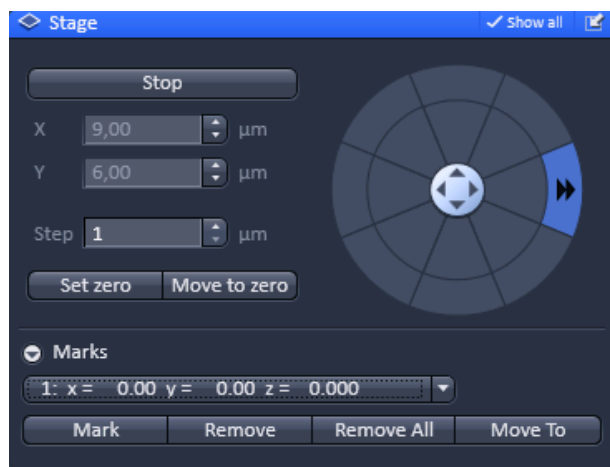 Stage Show all
Stop
X 9,00 µm
Y 6,00 µm
Step 1 µm
Set zero Move to zero
Marks
1: x = 0.00 y = 0.00 z = 0.000
Mark Remove Remove All Move To